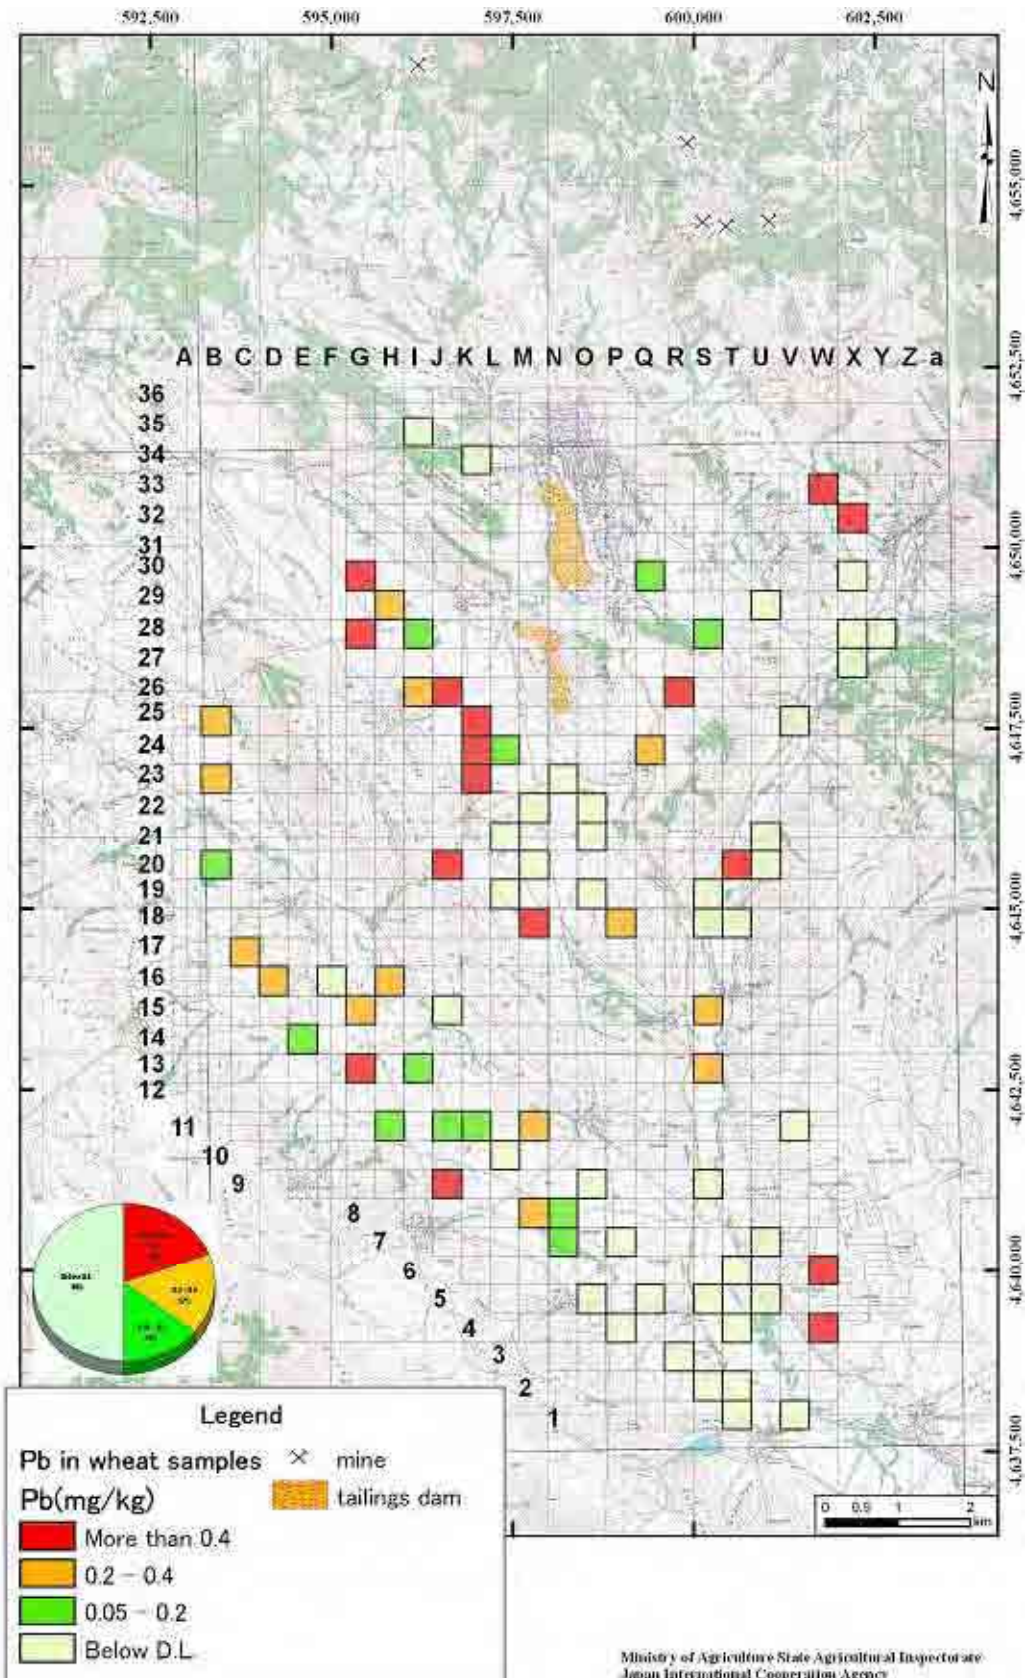 592,500 595,000 597,500 600,000 602,500
N
4,655,000
A B C D E F G H I J K L M N O P Q R S T U V W X Y Z a
4,652,500
36
35
34
33
32
31
4,650,000
30
29
28
27
26
25
4,647,500
24
23
22
21
20
19
4,645,000
18
17
16
15
14
13
12
4,642,500
11
10
9
8
7
6
4,640,000
5
4
3
2
1
4,637,500
Legend
Pb in wheat samples
mine
Pb(mg/kg)
tailings dam
More than 0.4
0.2 - 0.4
0.05 - 0.2
Below D.L.
0 0.5 1 2
km
Ministry of Agriculture State Agricultural Inspectorate
Japan International Cooperation Agency